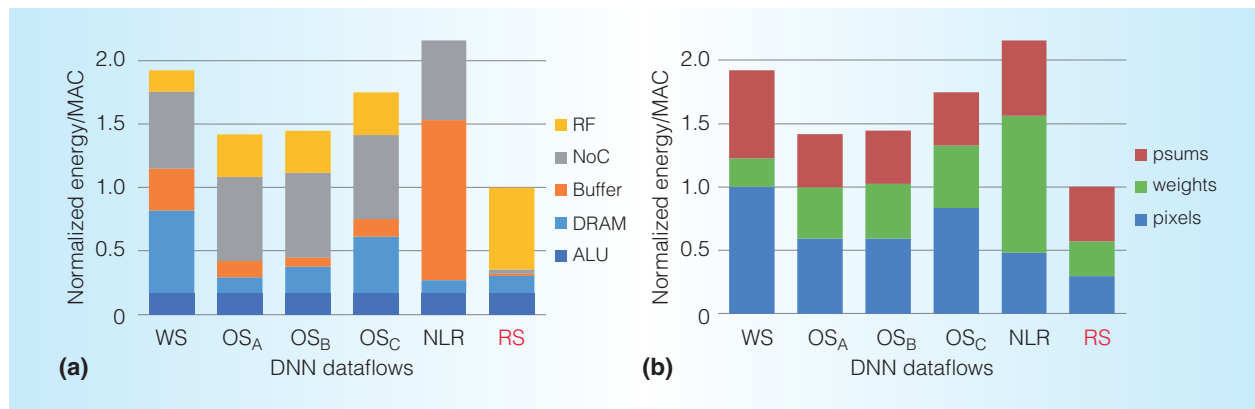 Normalized energy/MAC
2.0
1.5
1.0
0.5
0
WS OSA OSB OSC NLR RS
DNN dataflows
RF
NoC
Buffer
DRAM
ALU
(a)
Normalized energy/MAC
2.0
1.5
1.0
0.5
0
WS OSA OSB OSC NLR RS
DNN dataflows
psums
weights
pixels
(b)